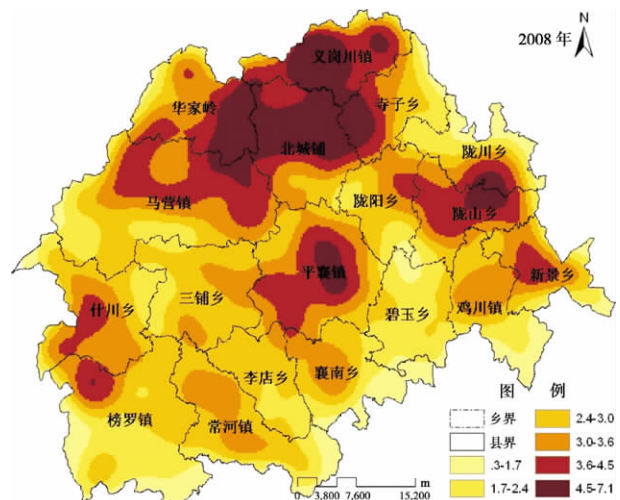 N
2008 年
义岗川镇
华家岭
寺子乡
北城铺
陇川乡
马营镇
陇阳乡
陇山乡
平襄镇
新景乡
什川乡
三铺乡
碧玉乡
鸡川镇
李店乡
襄南乡
榜罗镇
常河镇
图 例
乡界
2.4-3.0
县界
3.0-3.6
.3-1.7
3.6-4.5
1.7-2.4
4.5-7.1
0 3,800 7,600 15,200 m